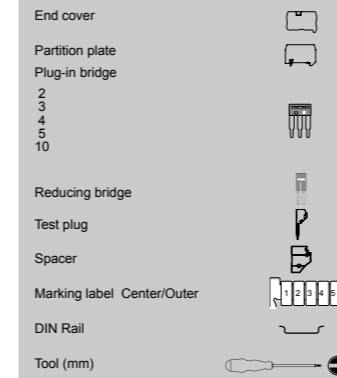 End cover
Partition plate
Plug-in bridge
2
3
4
5
10
Reducing bridge
Test plug
Spacer
Marking label Center/Outer
1 2 3 4 5
DIN Rail
Tool (mm)